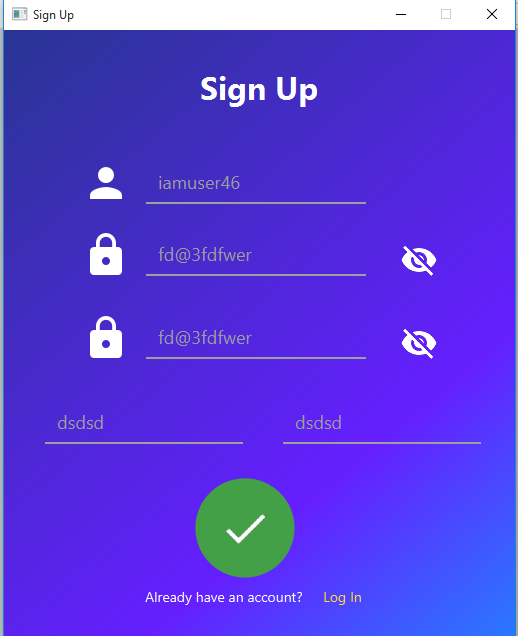 Sign Up
Sign Up
iamuser46
fd@3fdfwer
fd@3fdfwer
dsdsd dsdsd
Already have an account? Log In